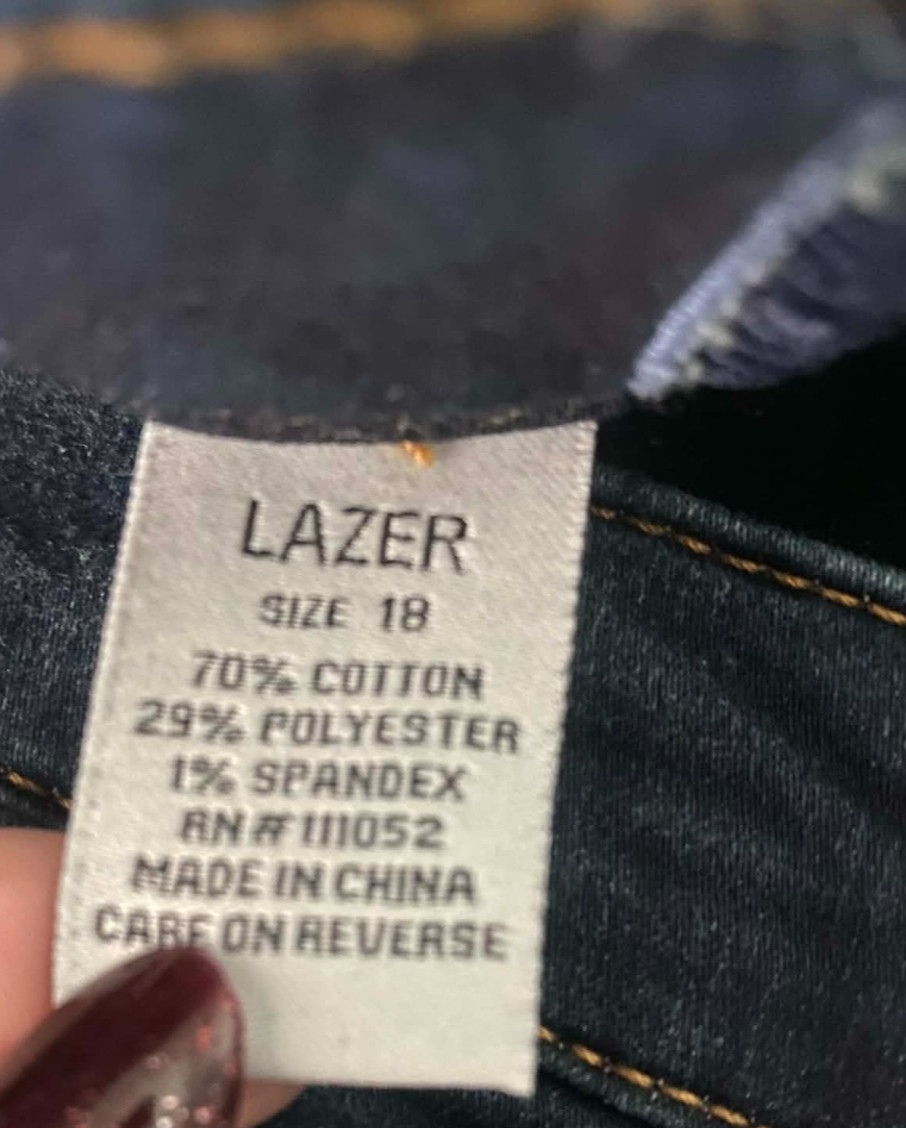 LAZER
SIZE 18
70% COTTON
29% POLYESTER
1% SPANDEX
RN# 111052
MADE IN CHINA
CARE ON REVERSE